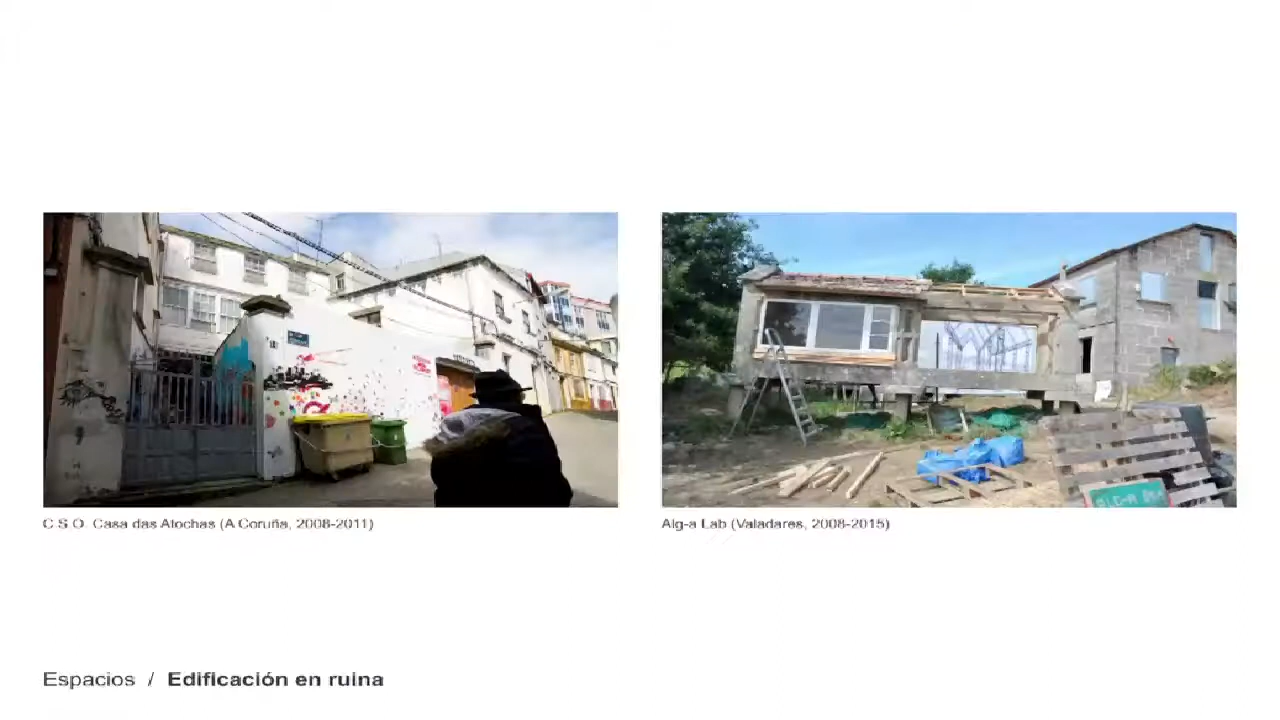 C.S.O. Casa das Atochas (A Coruña, 2008-2011)
Alg-a Lab (Valadares, 2008-2015)
Espacios / Edificación en ruina